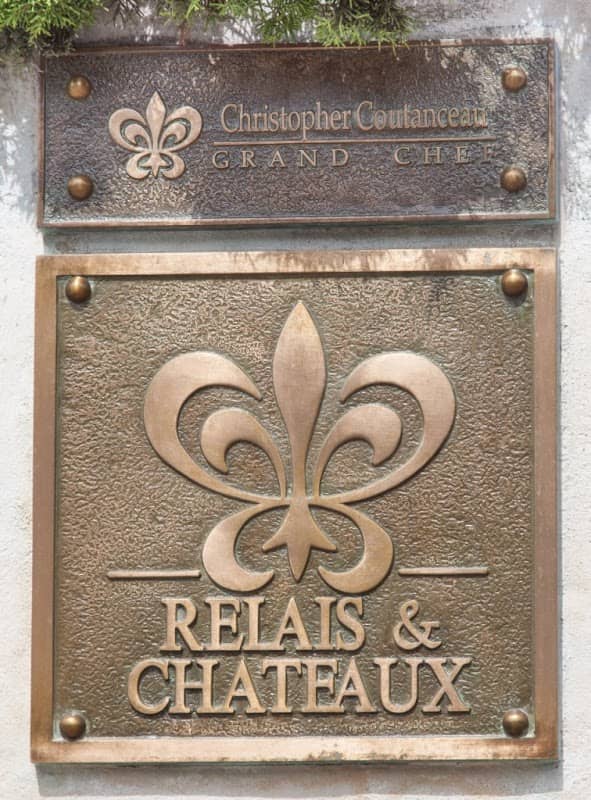 Christopher Coutanceau
GRAND CHEF
RELAIS &
CHATEAUX